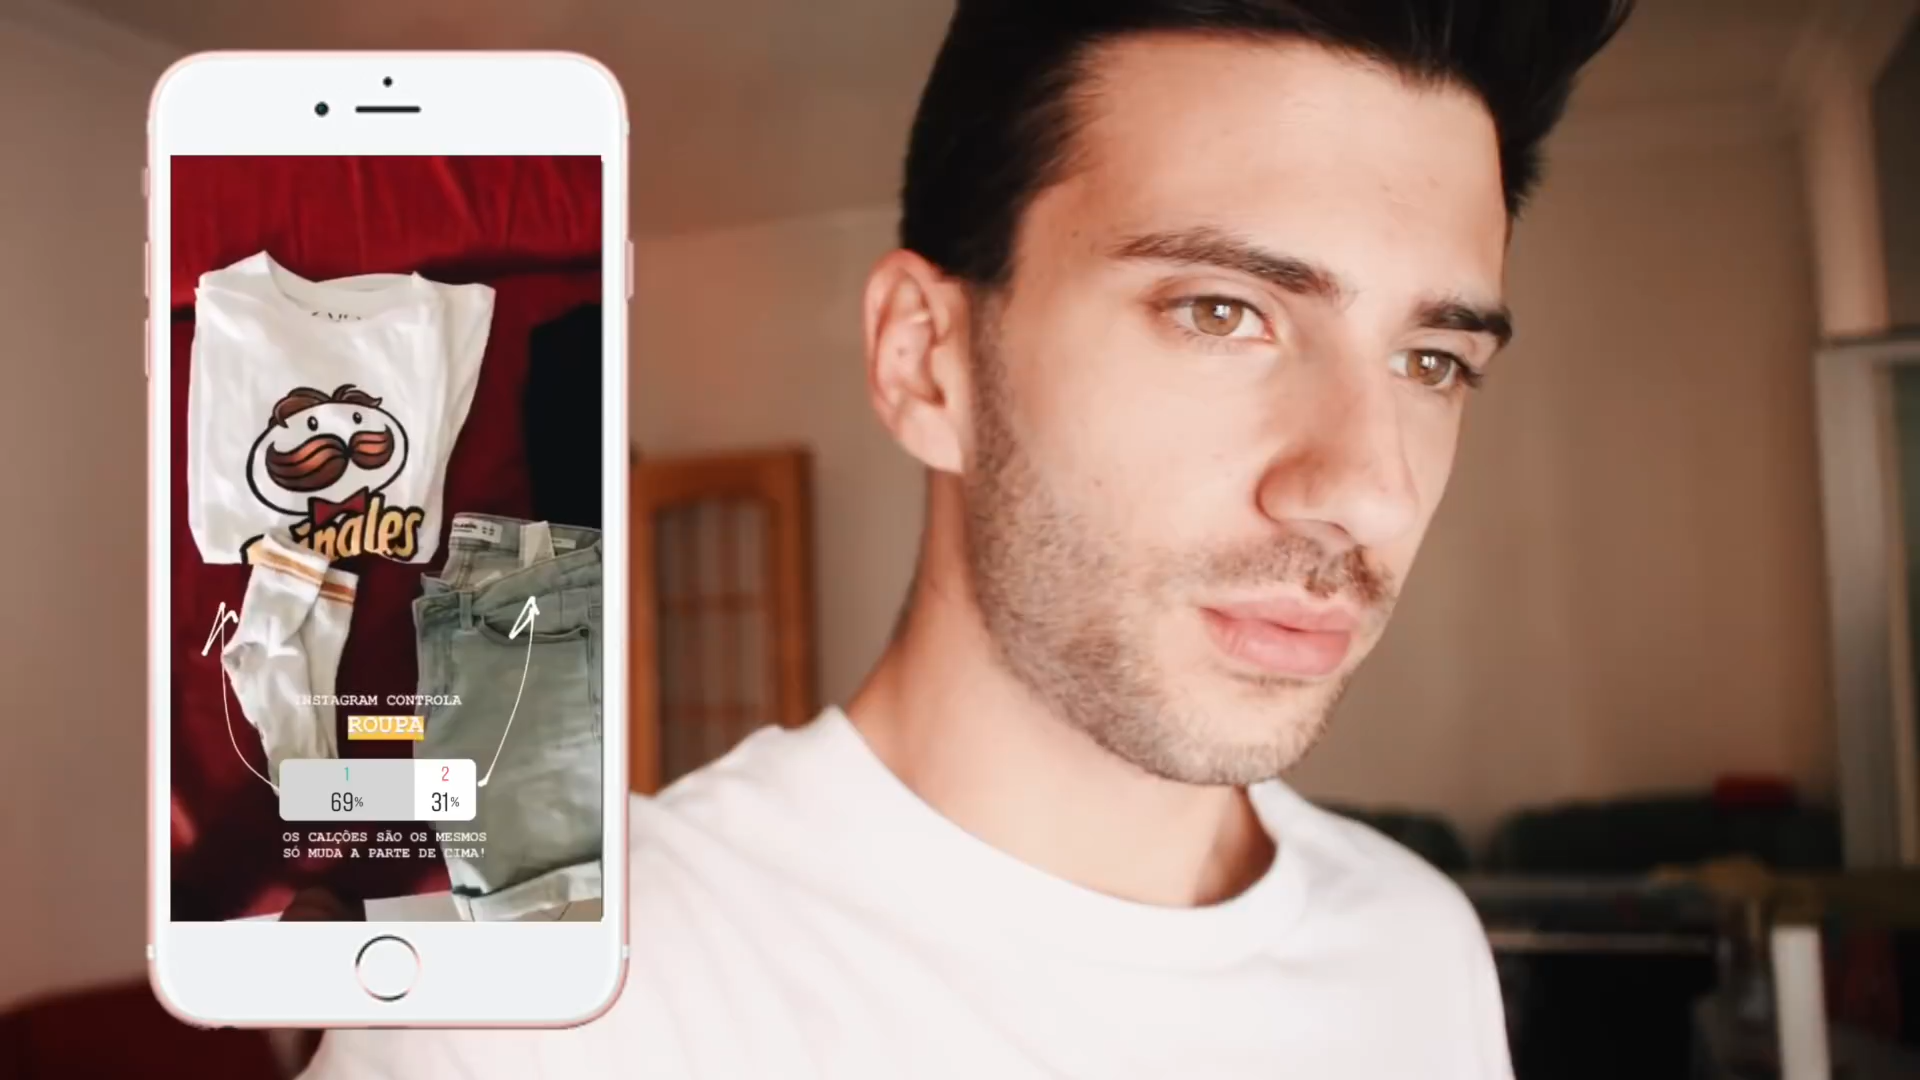 INSTAGRAM CONTROLA
ROUPA
1 2
69% 31%
OS CALÇÕES SÃO OS MESMOS
SÓ MUDA A PARTE DE CIMA!